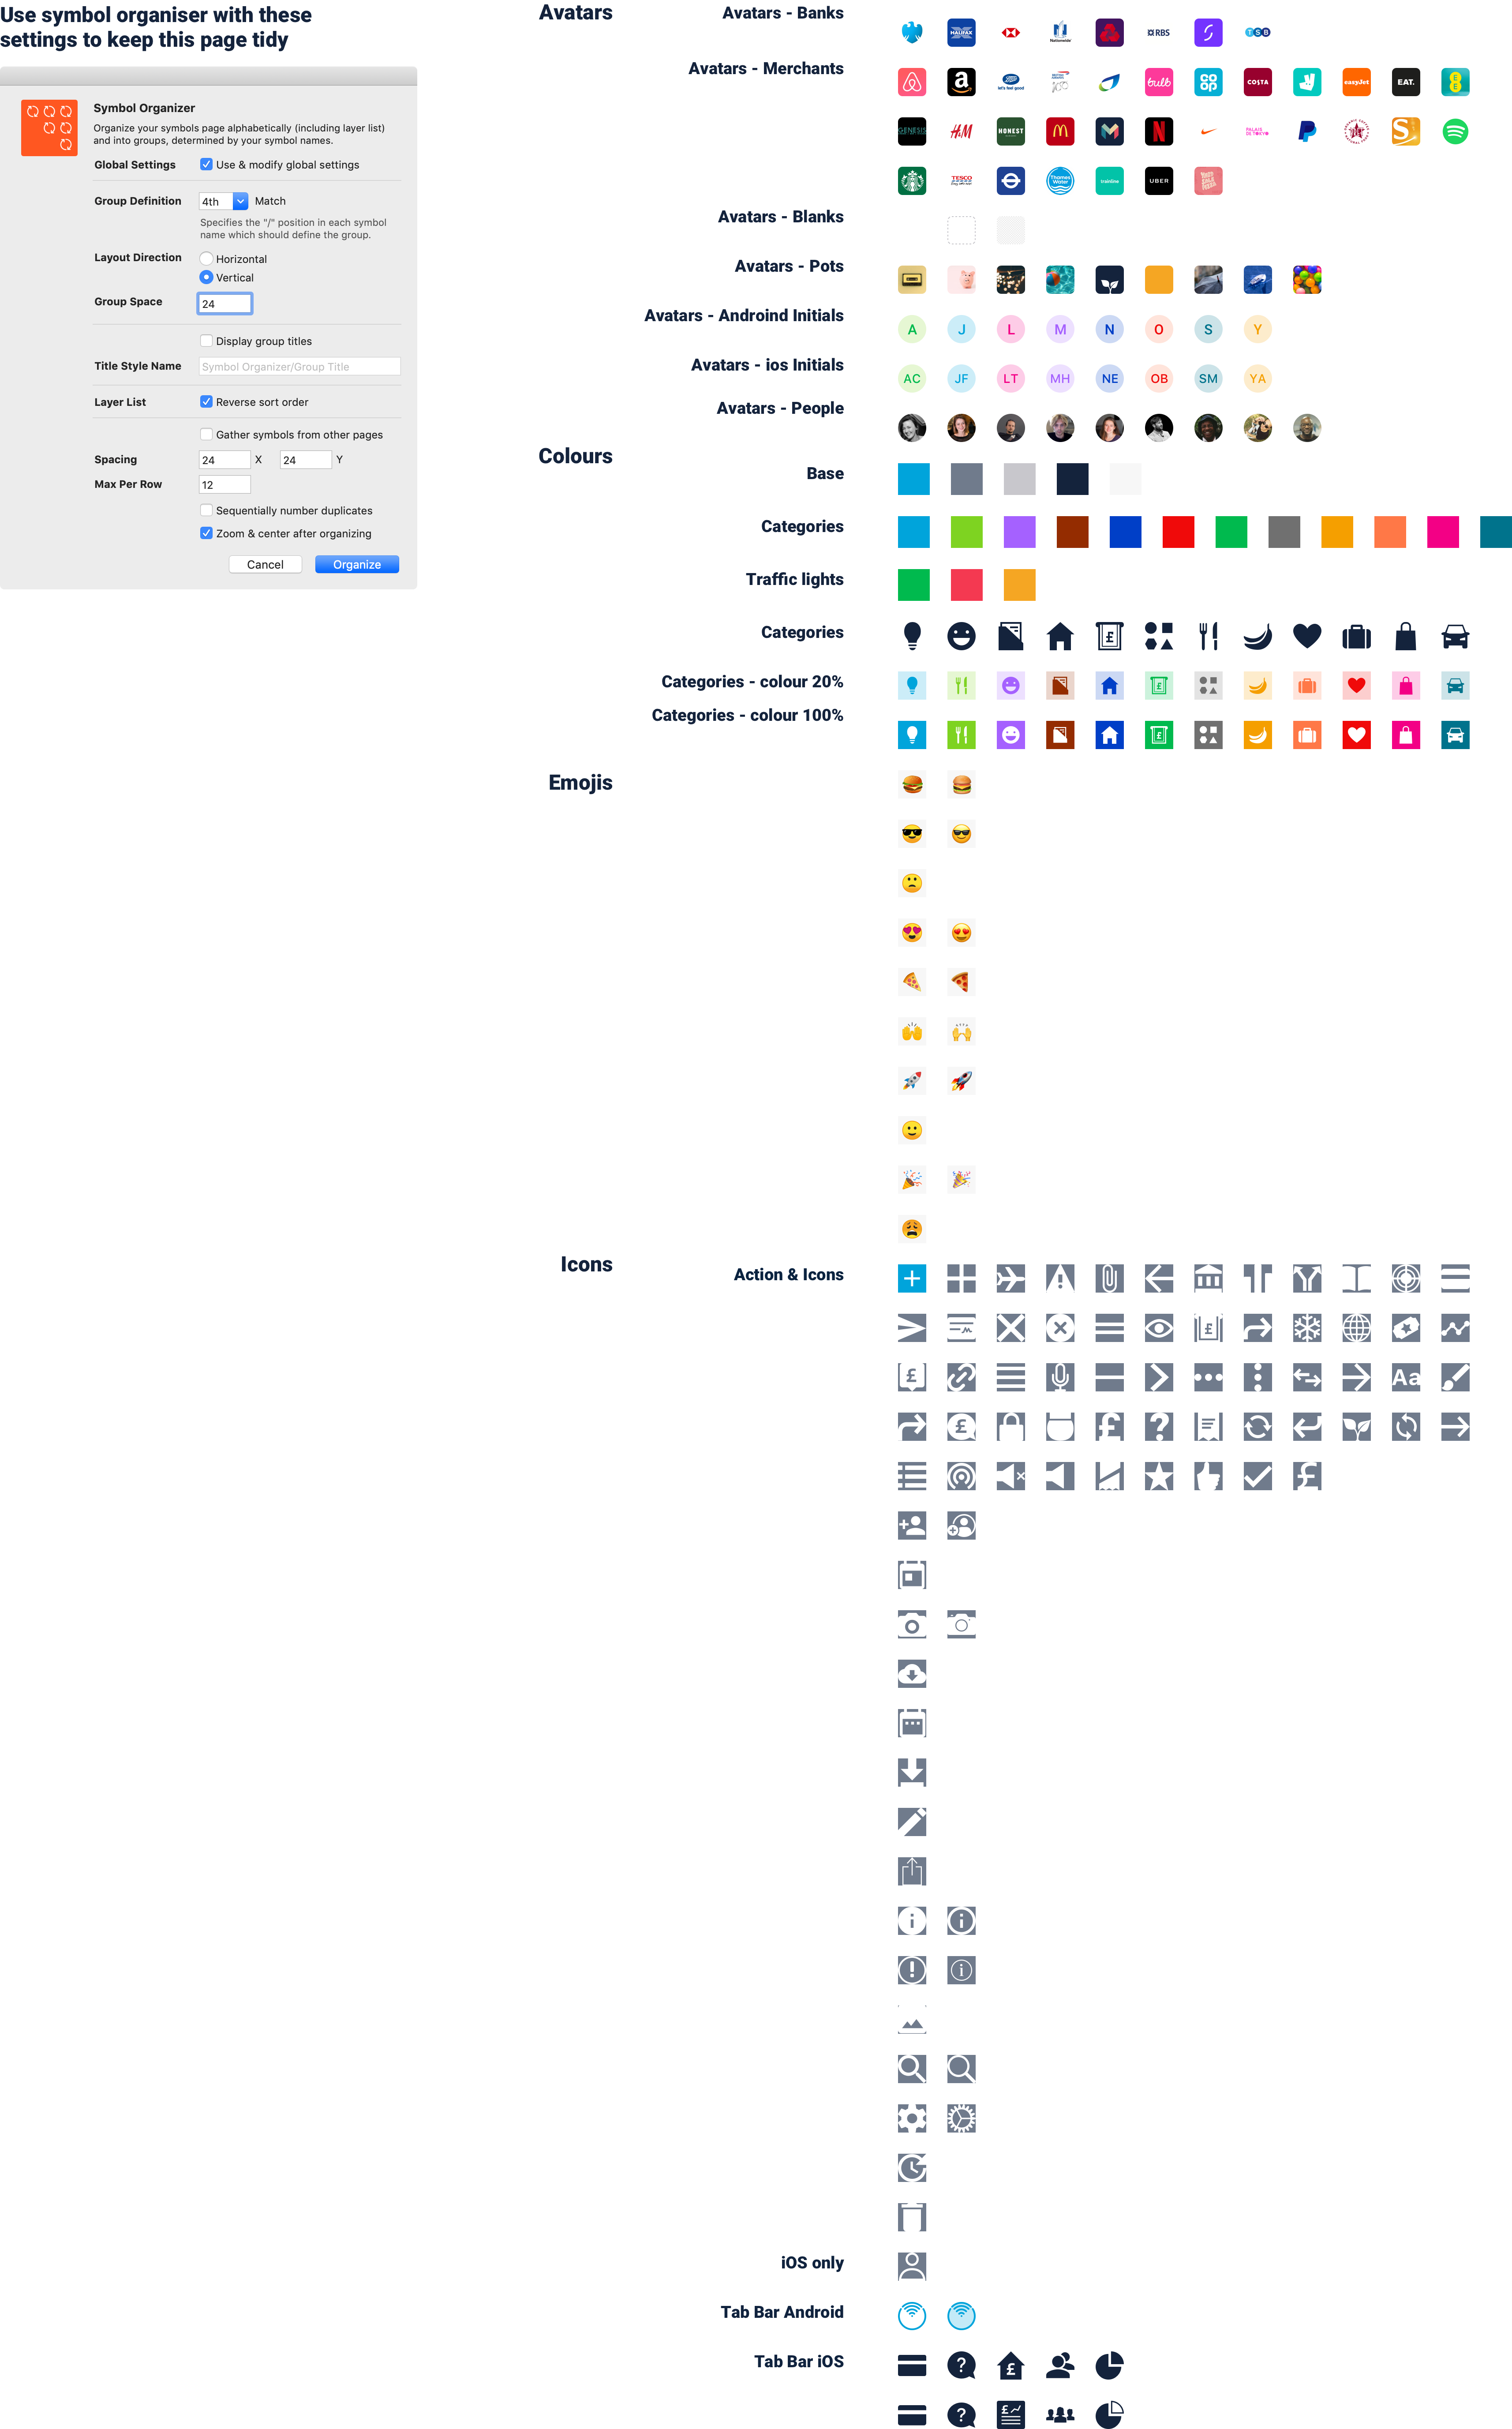 Use symbol organiser with these
settings to keep this page tidy
Symbol Organizer
Organize your symbols page alphabetically (including layer list)
and into groups, determined by your symbol names.
Global Settings
Use & modify global settings
Group Definition
4th
Match
Specifies the "/" position in each symbol
name which should define the group.
Layout Direction
Horizontal
Vertical
Group Space
24
Display group titles
Title Style Name
Symbol Organizer/Group Title
Layer List
Reverse sort order
Gather symbols from other pages
Spacing
24
X
24
Y
Max Per Row
12
Sequentially number duplicates
Zoom & center after organizing
Cancel
Organize
Avatars
Avatars - Banks
HALIFAX
Nationwide
RBS
TSB
Avatars - Merchants
a
boots
let's feel good
bulb
CO
OP
COSTA
easyJet
EAT.
EE
GENESIS
H&M
HONEST
N
PALAIS
DE TOKYO
P
S
TESCO
Thames
Water
trainline
UBER
Avatars - Blanks
Avatars - Pots
Avatars - Androind Initials
A
J
L
M
N
O
S
Y
Avatars - ios Initials
AC
JF
LT
MH
NE
OB
SM
YA
Avatars - People
Colours
Base
Categories
Traffic lights
Categories
£
Categories - colour 20%
£
Categories - colour 100%
£
Emojis
Icons
Action & Icons
£
£
Aa
£
£
?
£
i
i
!
i
iOS only
Tab Bar Android
Tab Bar iOS
?
£
?
£